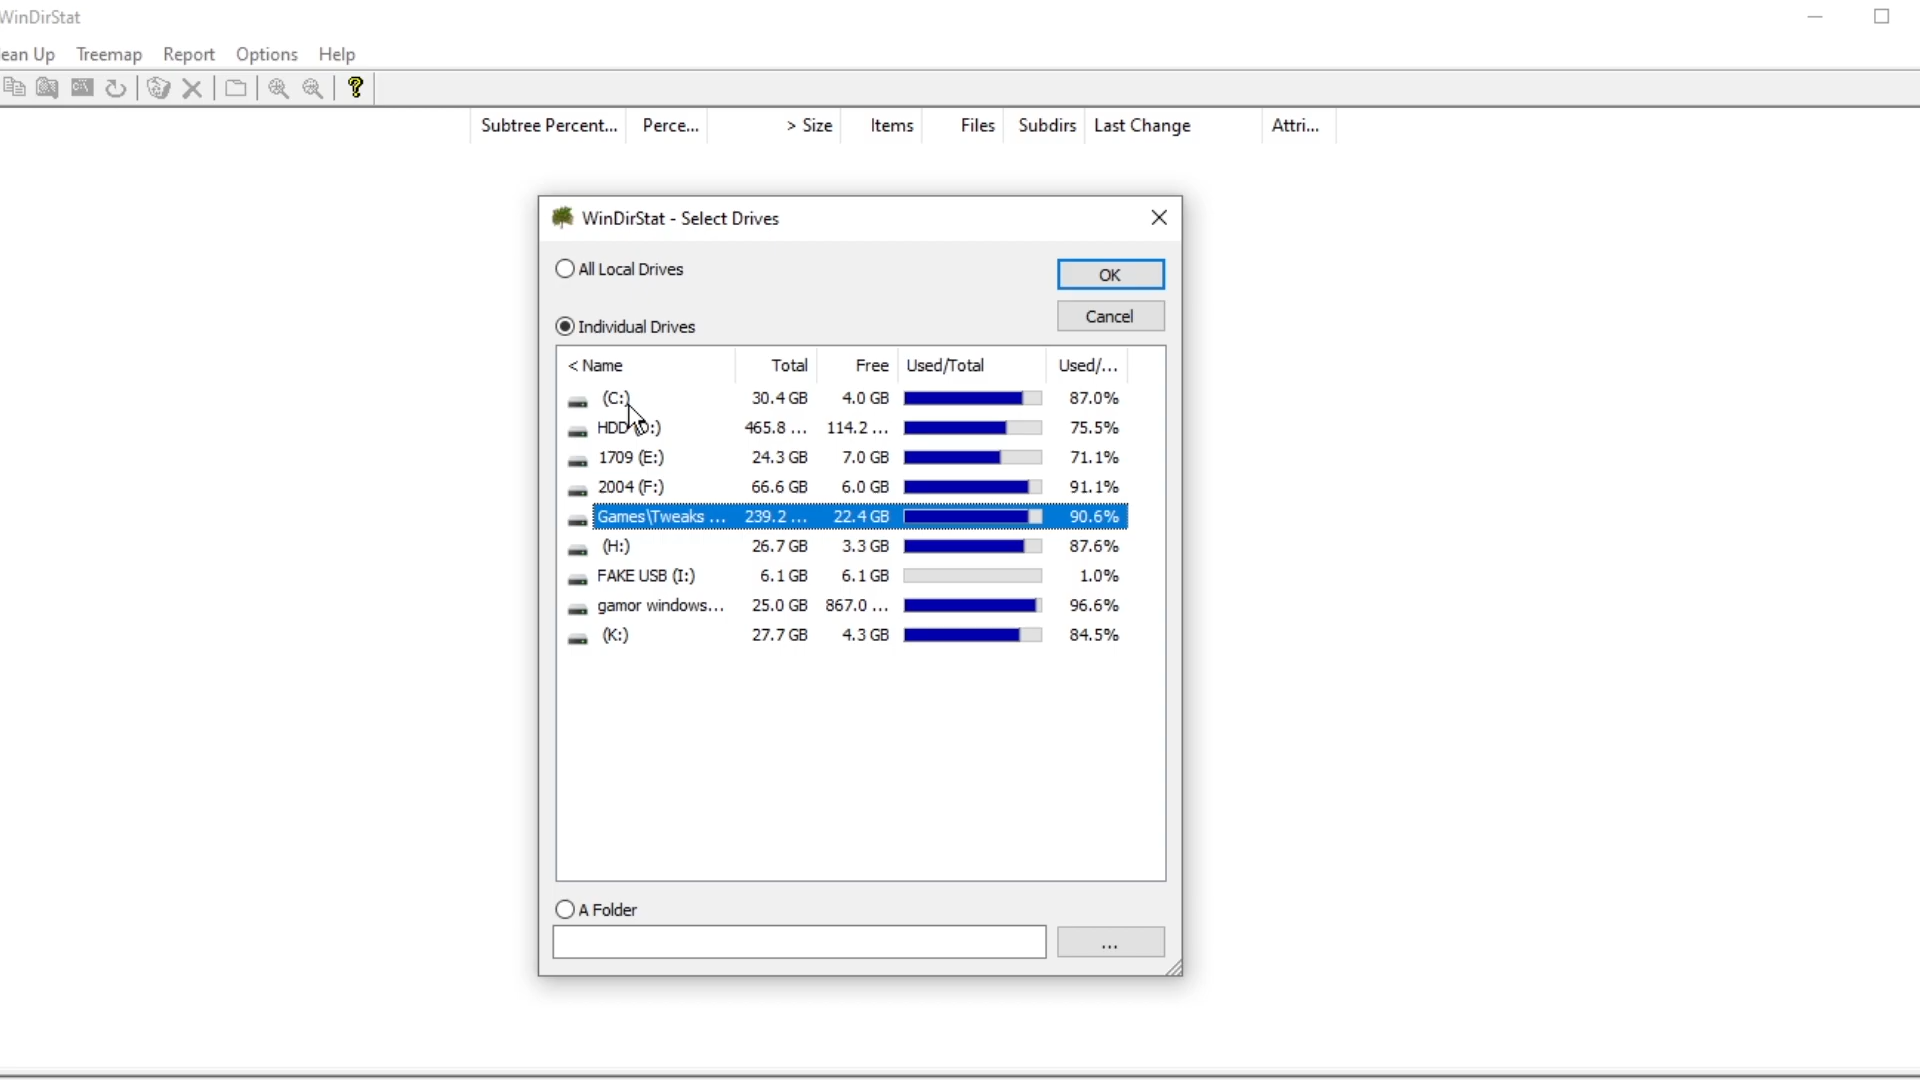 WinDirStat
ean Up Treemap Report Options Help
Subtree Percent... Perce... > Size Items Files Subdirs Last Change Attri...
WinDirStat - Select Drives
All Local Drives
OK
Cancel
Individual Drives
< Name Total Free Used/Total Used/...
(C:) 30.4 GB 4.0 GB 87.0%
HDD :) 465.8 ... 114.2 ... 75.5%
1709 (E:) 24.3 GB 7.0 GB 71.1%
2004 (F:) 66.6 GB 6.0 GB 91.1%
Games\Tweaks ... 239.2 ... 22.4 GB 90.6%
(H:) 26.7 GB 3.3 GB 87.6%
FAKE USB (I:) 6.1 GB 6.1 GB 1.0%
gamor windows... 25.0 GB 867.0 ... 96.6%
(K:) 27.7 GB 4.3 GB 84.5%
A Folder
...